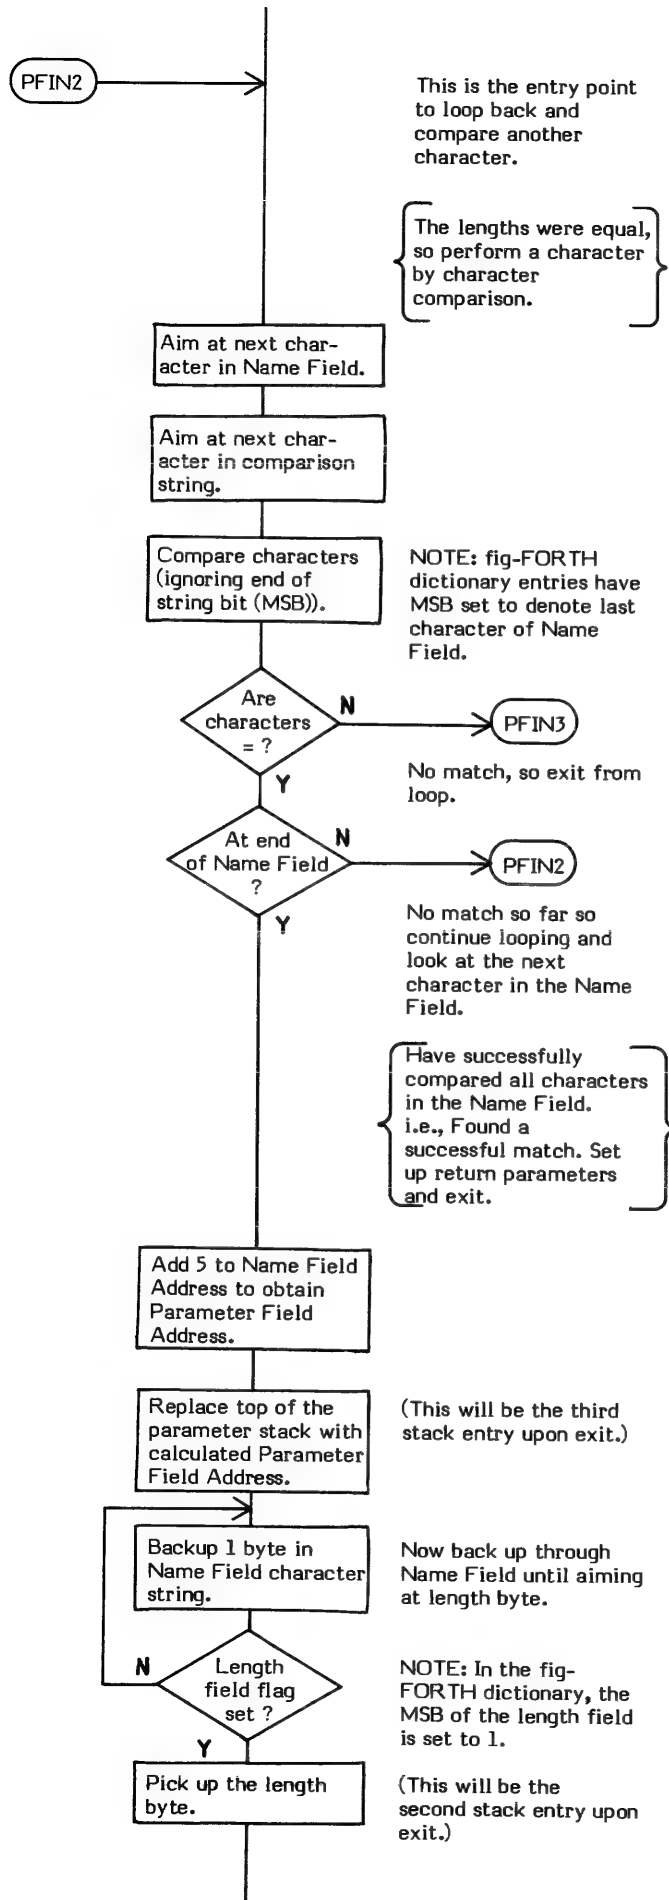 PFIN2
This is the entry point
to loop back and
compare another
character.
The lengths were equal,
so perform a character
by character
comparison.
Aim at next char-
acter in Name Field.
Aim at next char-
acter in comparison
string.
Compare characters
(ignoring end of
string bit (MSB)).
NOTE: fig-FORTH
dictionary entries have
MSB set to denote last
character of Name
Field.
Are
characters
= ?
N
PFIN3
Y
No match, so exit from
loop.
At end
of Name Field
?
N
PFIN2
Y
No match so far so
continue looping and
look at the next
character in the Name
Field.
Have successfully
compared all characters
in the Name Field.
i.e., Found a
successful match. Set
up return parameters
and exit.
Add 5 to Name Field
Address to obtain
Parameter Field
Address.
Replace top of the
parameter stack with
calculated Parameter
Field Address.
(This will be the third
stack entry upon exit.)
Backup 1 byte in
Name Field character
string.
Now back up through
Name Field until aiming
at length byte.
N
Length
field flag
set ?
Y
NOTE: In the fig-
FORTH dictionary, the
MSB of the length field
is set to 1.
Pick up the length
byte.
(This will be the
second stack entry upon
exit.)